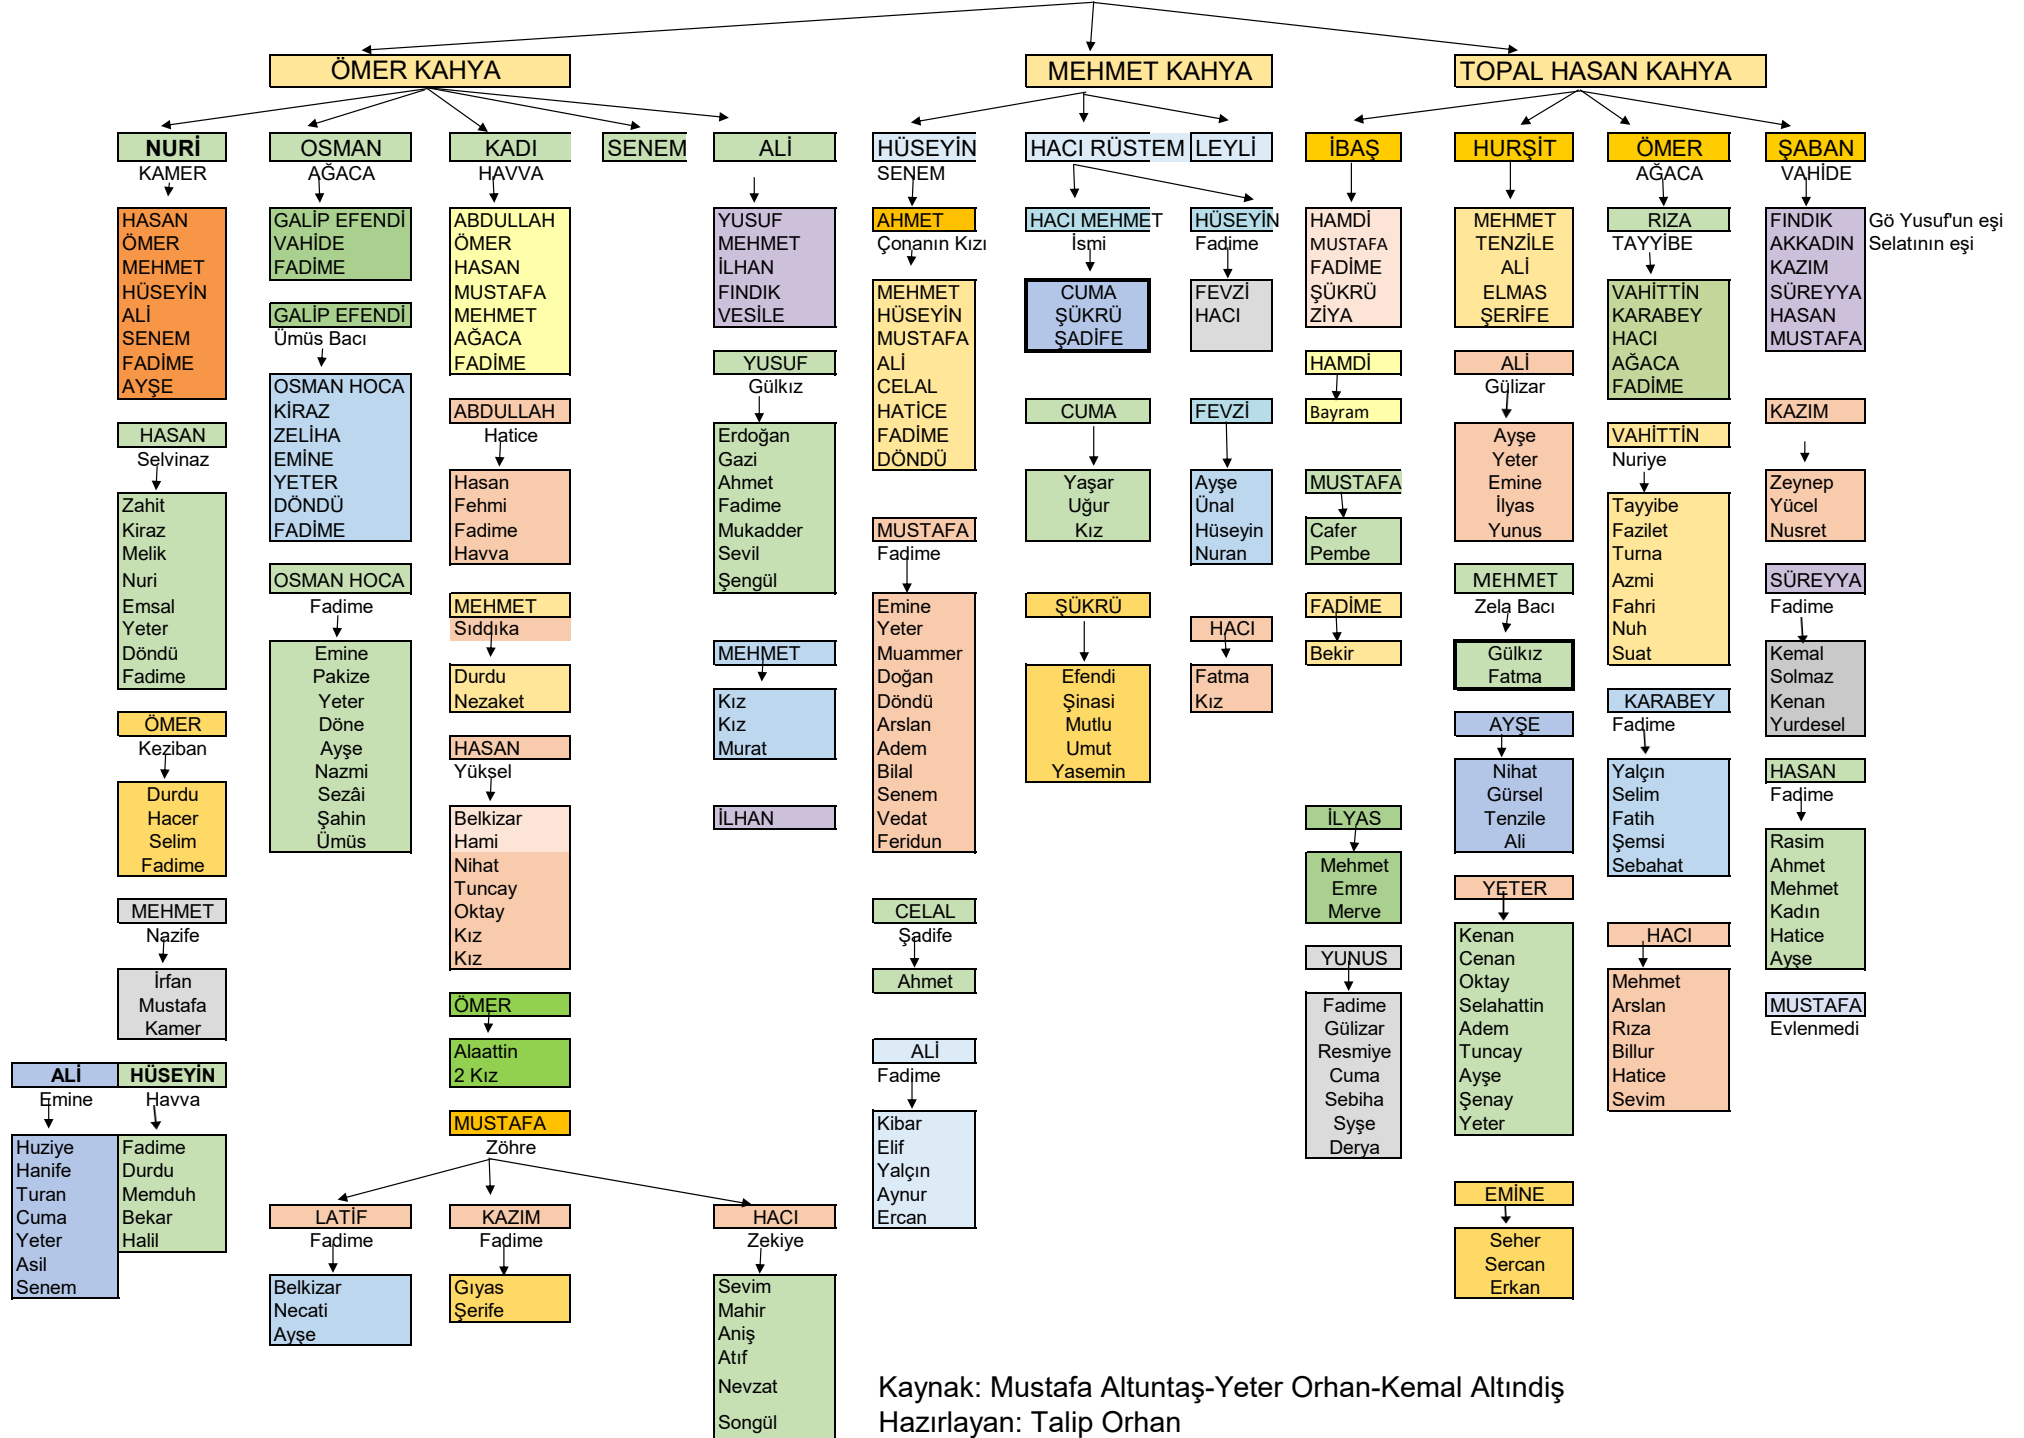 ÖMER KAHYA
MEHMET KAHYA
TOPAL HASAN KAHYA
NURİ
KAMER
HASAN
ÖMER
MEHMET
HÜSEYİN
ALİ
SENEM
FADİME
AYŞE
HASAN
Selvinaz
Zahit
Kiraz
Melik
Nuri
Emsal
Yeter
Döndü
Fadime
ÖMER
Keziban
Durdu
Hacer
Selim
Fadime
MEHMET
Nazife
İrfan
Mustafa
Kamer
ALİ
Emine
Huziye
Hanife
Turan
Cuma
Yeter
Asil
Senem
HÜSEYİN
Havva
Fadime
Durdu
Memduh
Bekar
Halil
OSMAN
AĞACA
GALİP EFENDİ
VAHİDE
FADİME
GALİP EFENDİ
Ümüs Bacı
OSMAN HOCA
KİRAZ
ZELİHA
EMİNE
YETER
DÖNDÜ
FADİME
OSMAN HOCA
Fadime
Emine
Pakize
Yeter
Döne
Ayşe
Nazmi
Sezâi
Şahin
Ümüs
KADI
HAVVA
ABDULLAH
ÖMER
HASAN
MUSTAFA
MEHMET
AĞACA
FADİME
ABDULLAH
Hatice
Hasan
Fehmi
Fadime
Havva
MEHMET
Sıddıka
Durdu
Nezaket
HASAN
Yüksel
Belkizar
Hami
Nihat
Tuncay
Oktay
Kız
Kız
ÖMER
Alaattin
2 Kız
MUSTAFA
Zöhre
LATİF
Fadime
Belkizar
Necati
Ayşe
KAZIM
Fadime
Gıyas
Şerife
HACI
Zekiye
Sevim
Mahir
Aniş
Atıf
Nevzat
Songül
SENEM
ALİ
YUSUF
MEHMET
İLHAN
FINDIK
VESİLE
YUSUF
Gülkız
Erdoğan
Gazi
Ahmet
Fadime
Mukadder
Sevil
Şengül
MEHMET
Kız
Kız
Murat
İLHAN
HÜSEYİN
SENEM
AHMET
Çonanın Kızı
MEHMET
HÜSEYİN
MUSTAFA
ALİ
CELAL
HATİCE
FADİME
DÖNDÜ
MUSTAFA
Fadime
Emine
Yeter
Muammer
Doğan
Döndü
Arslan
Adem
Bilal
Senem
Vedat
Feridun
CELAL
Şadife
Ahmet
ALİ
Fadime
Kibar
Elif
Yalçın
Aynur
Ercan
HACI RÜSTEM
HACI MEHMET
İsmi
CUMA
ŞÜKRÜ
ŞADİFE
CUMA
Yaşar
Uğur
Kız
ŞÜKRÜ
Efendi
Şinasi
Mutlu
Umut
Yasemin
LEYLİ
HÜSEYİN
Fadime
FEVZİ
HACI
FEVZİ
Ayşe
Ünal
Hüseyin
Nuran
HACI
Fatma
Kız
İBAŞ
HAMDİ
MUSTAFA
FADİME
ŞÜKRÜ
ZİYA
HAMDİ
Bayram
MUSTAFA
Cafer
Pembe
FADİME
Bekir
İLYAS
Mehmet
Emre
Merve
YUNUS
Fadime
Gülizar
Resmiye
Cuma
Sebiha
Syşe
Derya
HURŞİT
MEHMET
TENZİLE
ALİ
ELMAS
ŞERİFE
ALİ
Gülizar
Ayşe
Yeter
Emine
İlyas
Yunus
MEHMET
Zela Bacı
Gülkız
Fatma
AYŞE
Nihat
Gürsel
Tenzile
Ali
YETER
Kenan
Cenan
Oktay
Selahattin
Adem
Tuncay
Ayşe
Şenay
Yeter
EMİNE
Seher
Sercan
Erkan
ÖMER
AĞACA
RIZA
TAYYİBE
VAHİTTİN
KARABEY
HACI
AĞACA
FADİME
VAHİTTİN
Nuriye
Tayyibe
Fazilet
Turna
Azmi
Fahri
Nuh
Suat
KARABEY
Fadime
Yalçın
Selim
Fatih
Şemsi
Sebahat
HACI
Mehmet
Arslan
Rıza
Billur
Hatice
Sevim
ŞABAN
VAHİDE
FINDIK Gö Yusuf'un eşi
AKKADIN Selatının eşi
KAZIM
SÜREYYA
HASAN
MUSTAFA
KAZIM
Zeynep
Yücel
Nusret
SÜREYYA
Fadime
Kemal
Solmaz
Kenan
Yurdesel
HASAN
Fadime
Rasim
Ahmet
Mehmet
Kadın
Hatice
Ayşe
MUSTAFA
Evlenmedi
Kaynak: Mustafa Altuntaş-Yeter Orhan-Kemal Altındiş
Hazırlayan: Talip Orhan